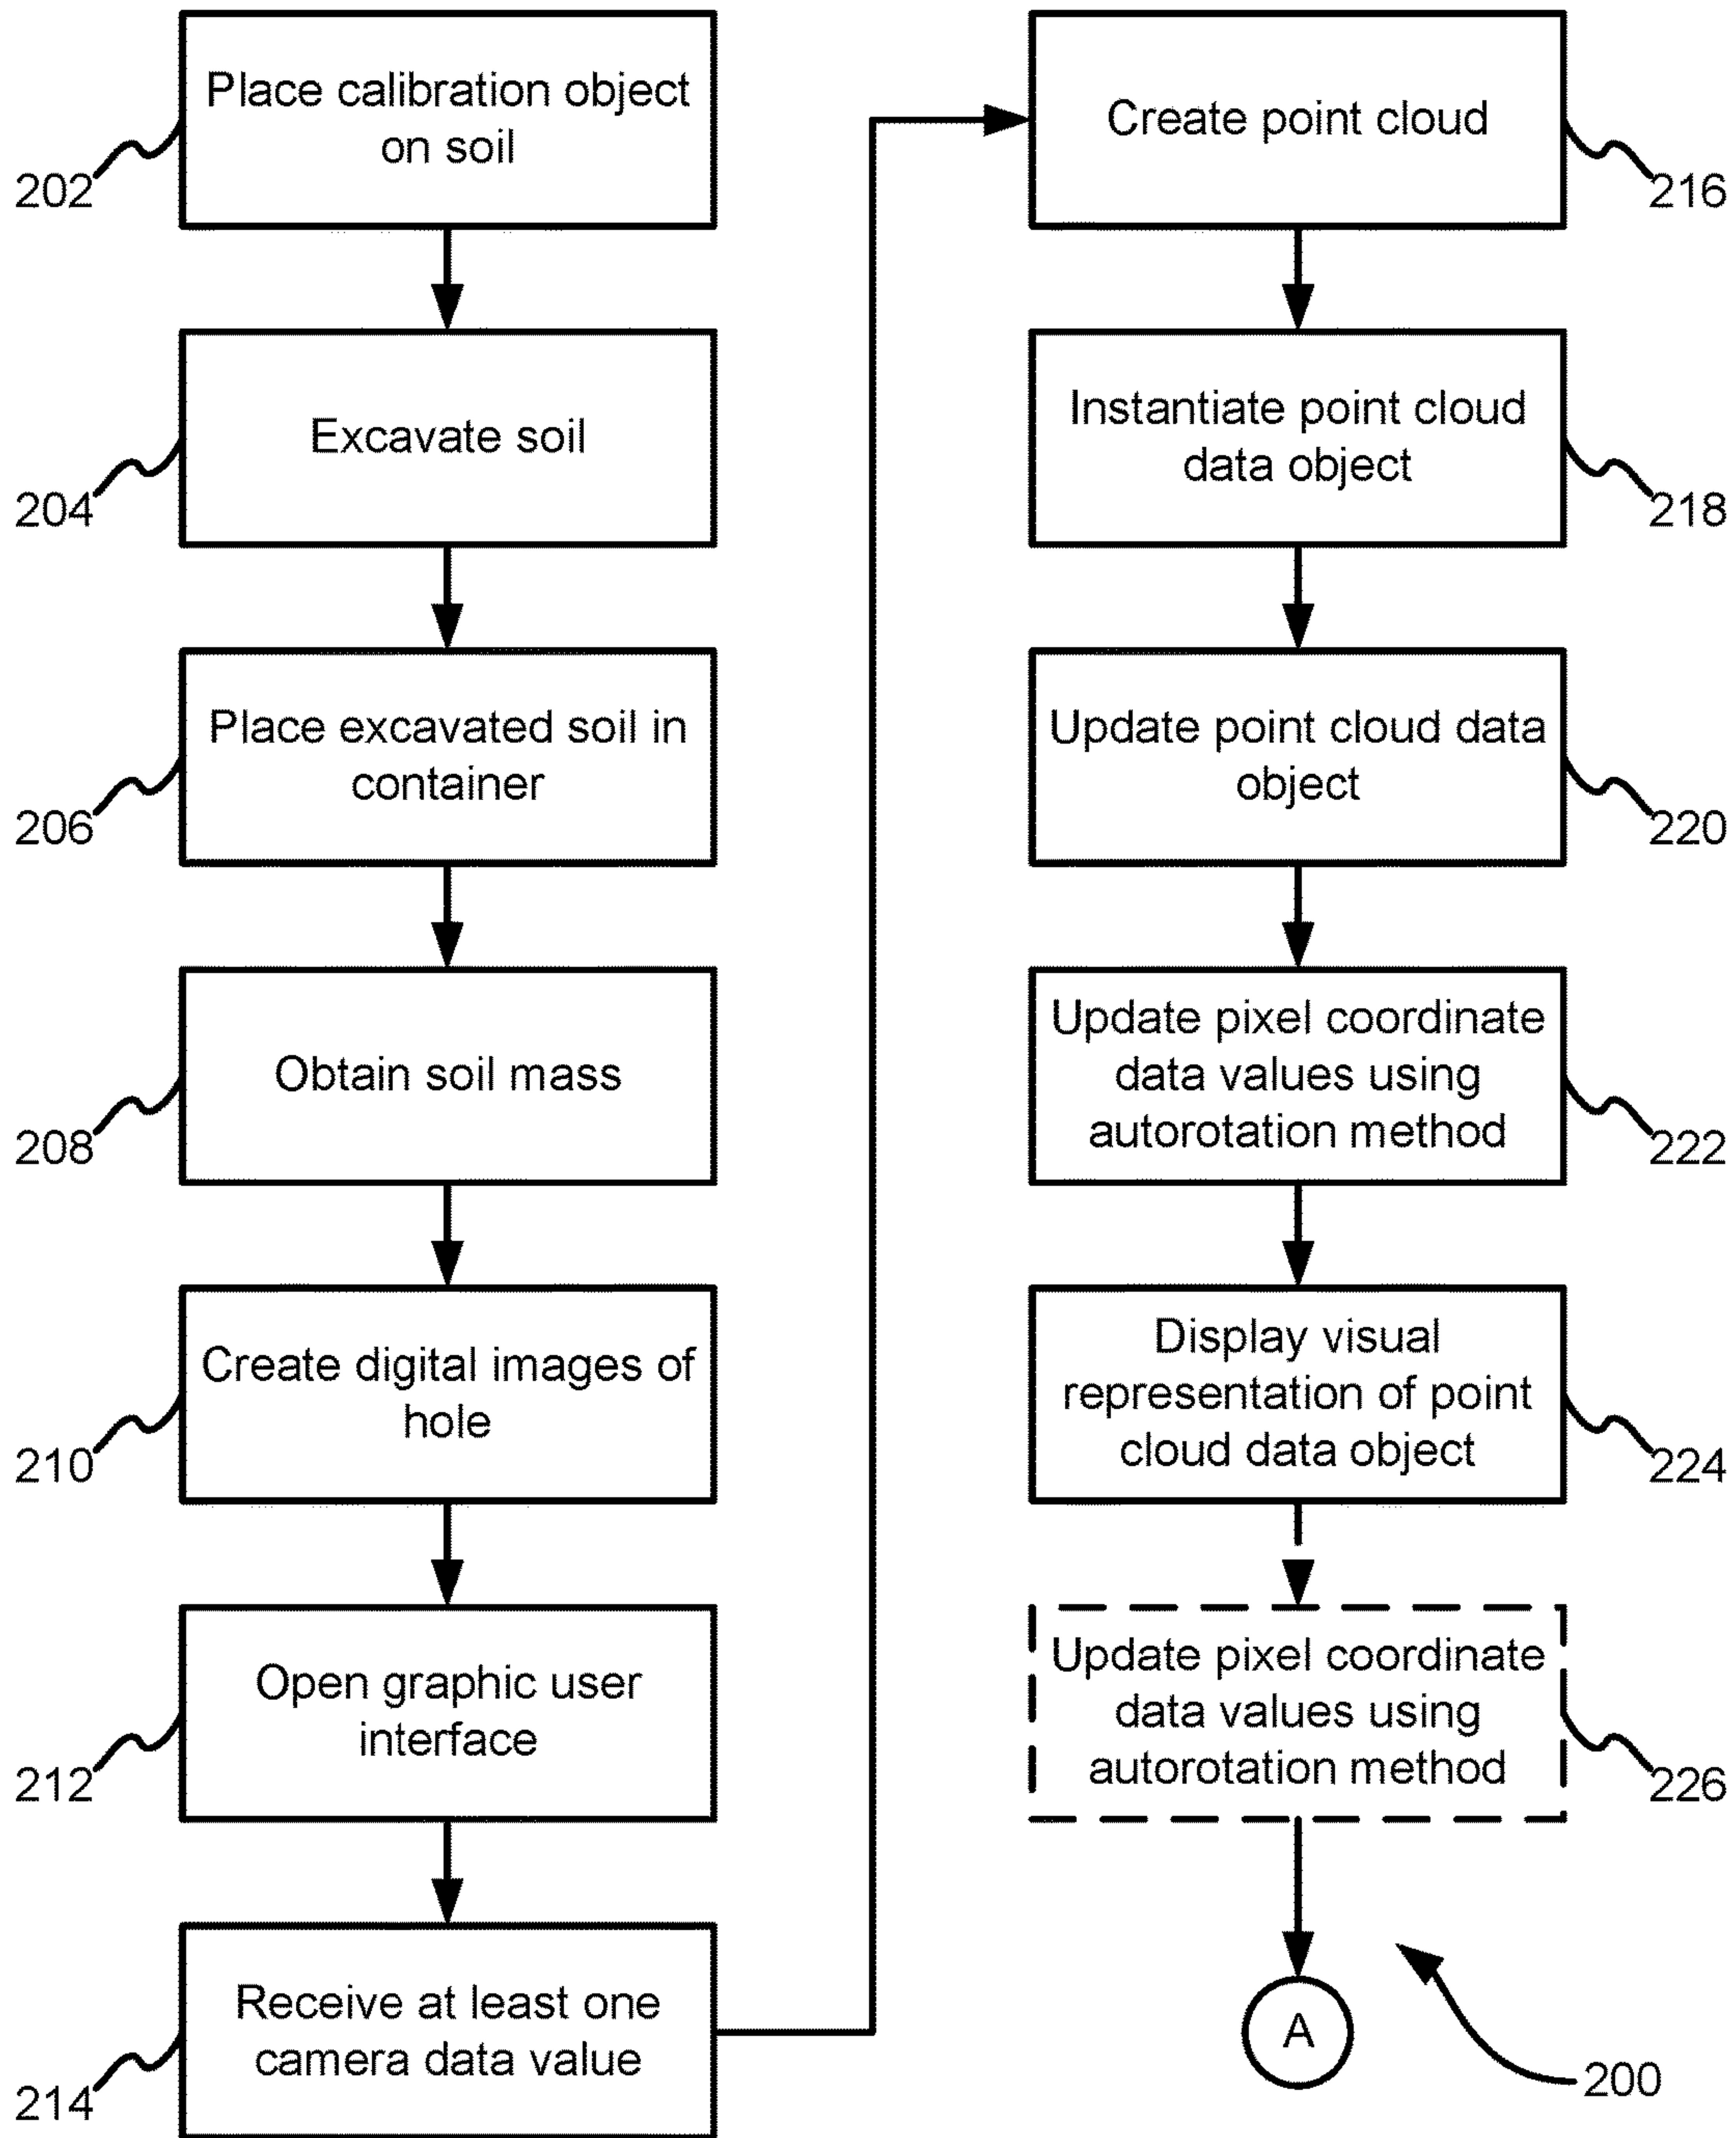 Place calibration object
on soil
202
Excavate soil
204
Place excavated soil in
container
206
Obtain soil mass
208
Create digital images of
hole
210
Open graphic user
interface
212
Receive at least one
camera data value
214
Create point cloud
216
Instantiate point cloud
data object
218
Update point cloud data
object
220
Update pixel coordinate
data values using
autorotation method
222
Display visual
representation of point
cloud data object
224
Update pixel coordinate
data values using
autorotation method
226
A
200